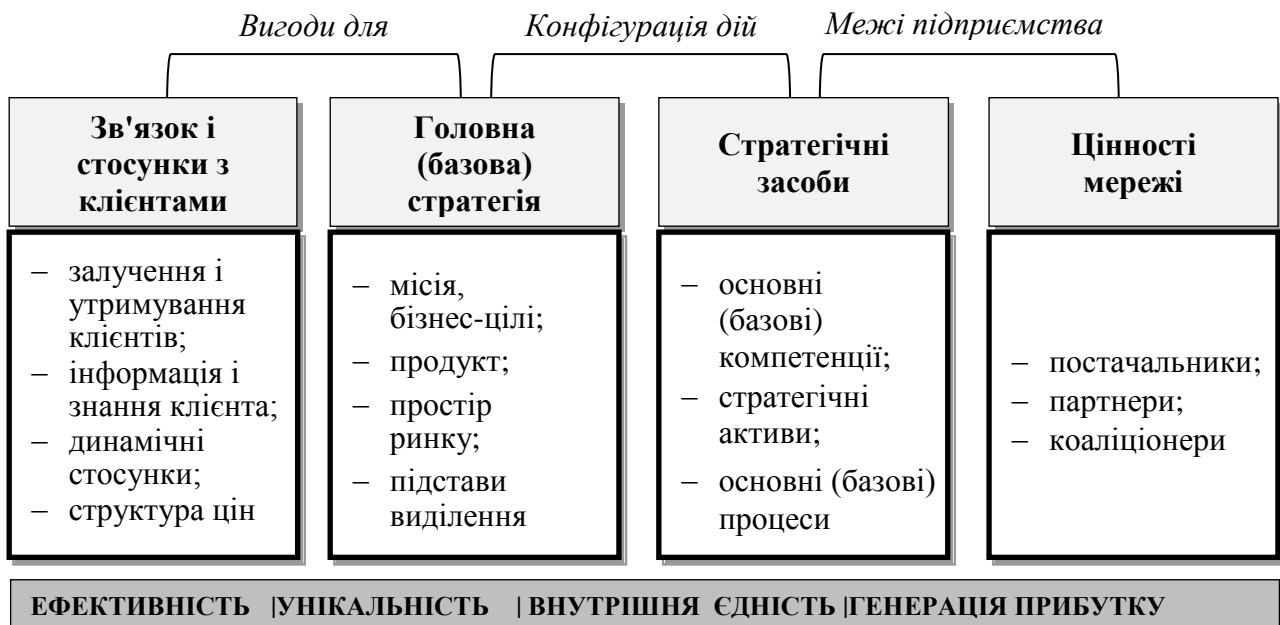 Вигоди для
Конфігурація дій
Межі підприємства
Зв'язок і
стосунки з
клієнтами
Головна
(базова)
стратегія
Стратегічні
засоби
Цінності
мережі
– залучення і
утримування
клієнтів;
– інформація і
знання клієнта;
– динамічні
стосунки;
– структура цін
– місія,
бізнес-цілі;
– продукт;
– простір
ринку;
– підстави
виділення
– основні
(базові)
компетенції;
– стратегічні
активи;
– основні (базові)
процеси
– постачальники;
– партнери;
– коаліціонери
ЕФЕКТИВНІСТЬ |УНІКАЛЬНІСТЬ | ВНУТРІШНЯ ЄДНІСТЬ |ГЕНЕРАЦІЯ ПРИБУТКУ